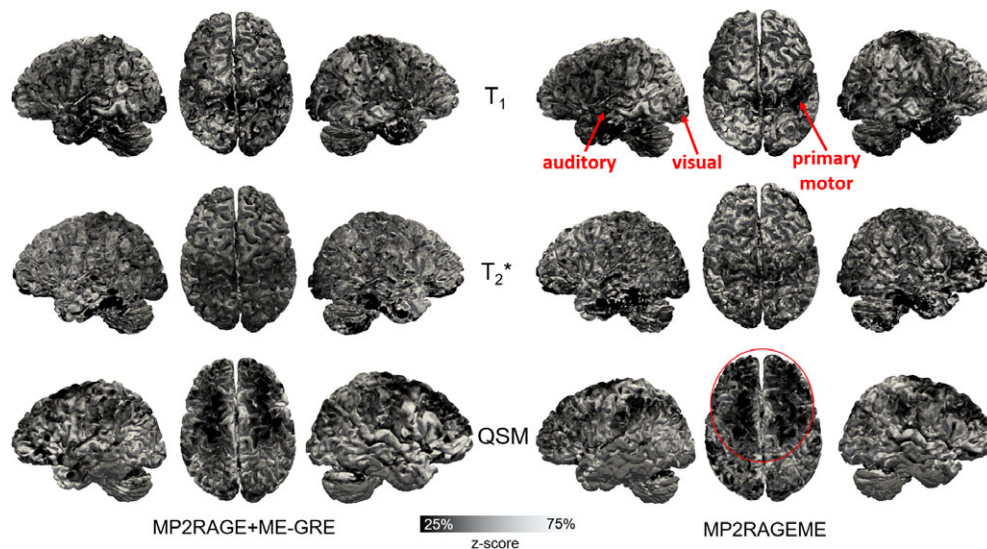 T₁
auditory
visual
primary
motor
T₂*
QSM
MP2RAGE+ME-GRE
25%
75%
z-score
MP2RAGEME